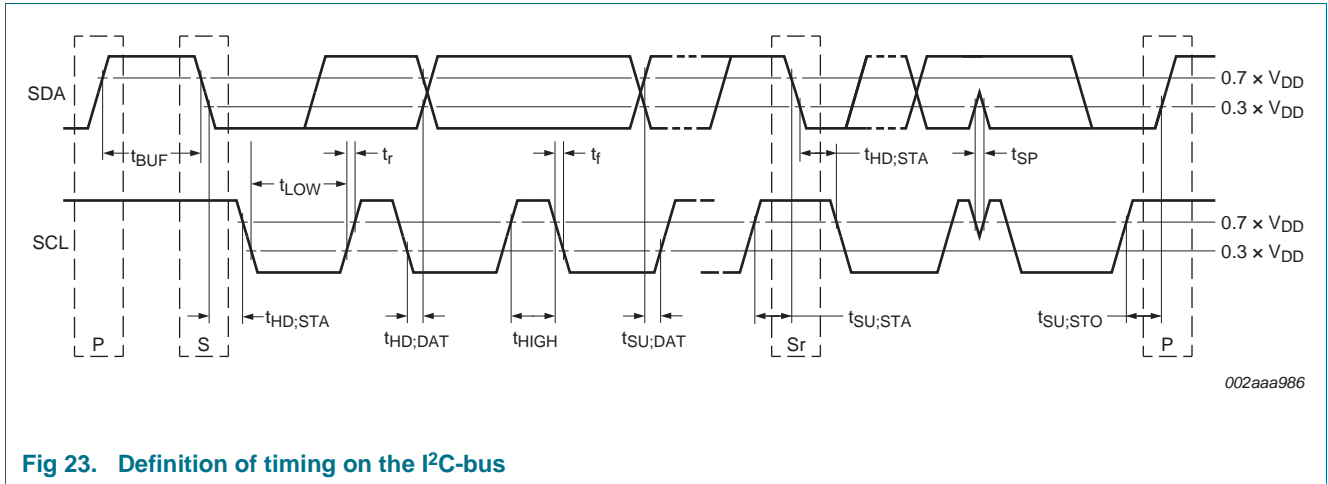 SDA
0.7 × VDD
0.3 × VDD
tBUF
tr
tf
tHD;STA
tSP
tLOW
SCL
0.7 × VDD
0.3 × VDD
tHD;STA
tHD;DAT
tHIGH
tSU;DAT
tSU;STA
tSU;STO
P
S
Sr
P
002aaa986
Fig 23. Definition of timing on the I²C-bus